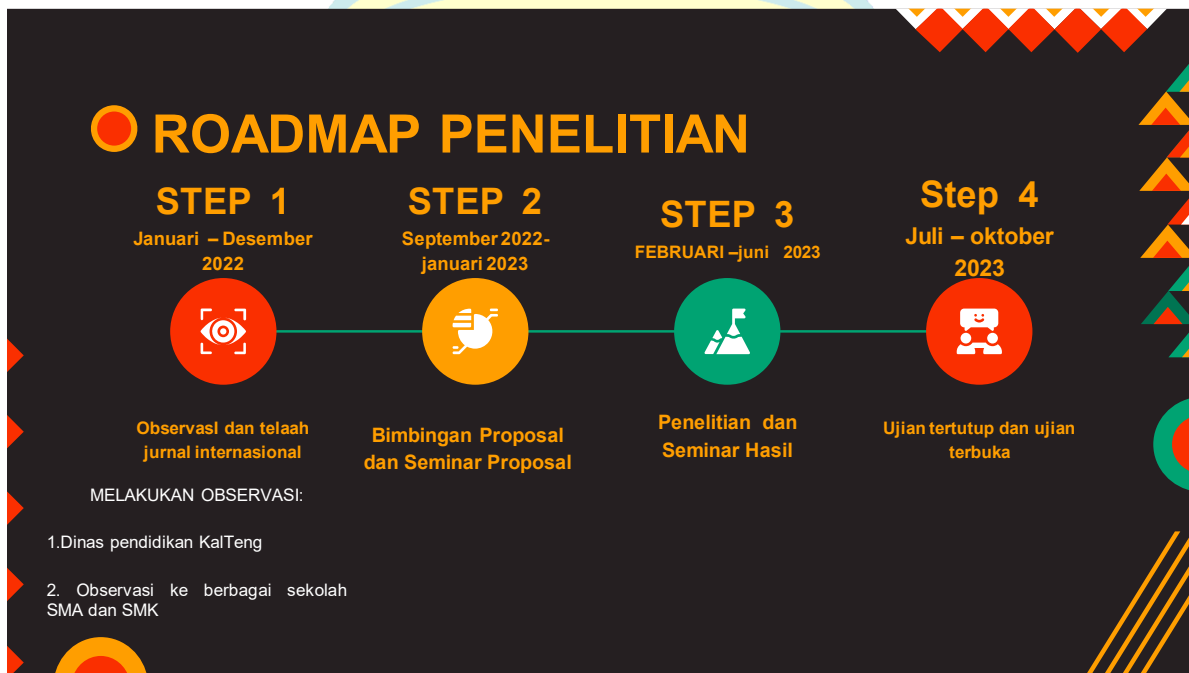 ROADMAP PENELITIAN
STEP 1
Januari – Desember
2022
STEP 2
September 2022-
januari 2023
STEP 3
FEBRUARI –juni 2023
Step 4
Juli – oktober
2023
Observasl dan telaah
jurnal internasional
Bimbingan Proposal
dan Seminar Proposal
Penelitian dan
Seminar Hasil
Ujian tertutup dan ujian
terbuka
MELAKUKAN OBSERVASI:
1.Dinas pendidikan KalTeng
2. Observasi ke berbagai sekolah
SMA dan SMK